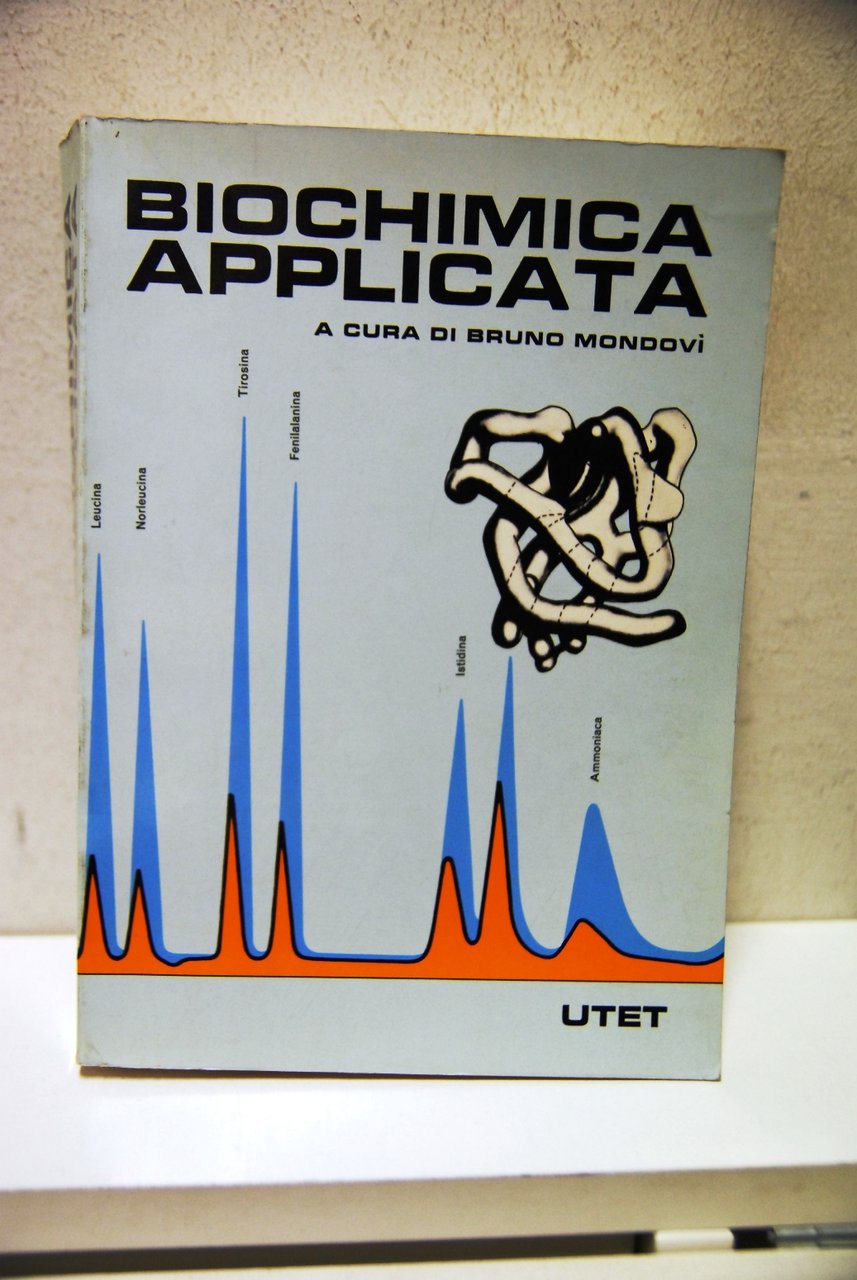 BIOCHIMICA
APPLICATA
A CURA DI BRUNO MONDOVÌ
Leucina
Norleucina
Tirosina
Fenilalanina
Istidina
Ammoniaca
UTET